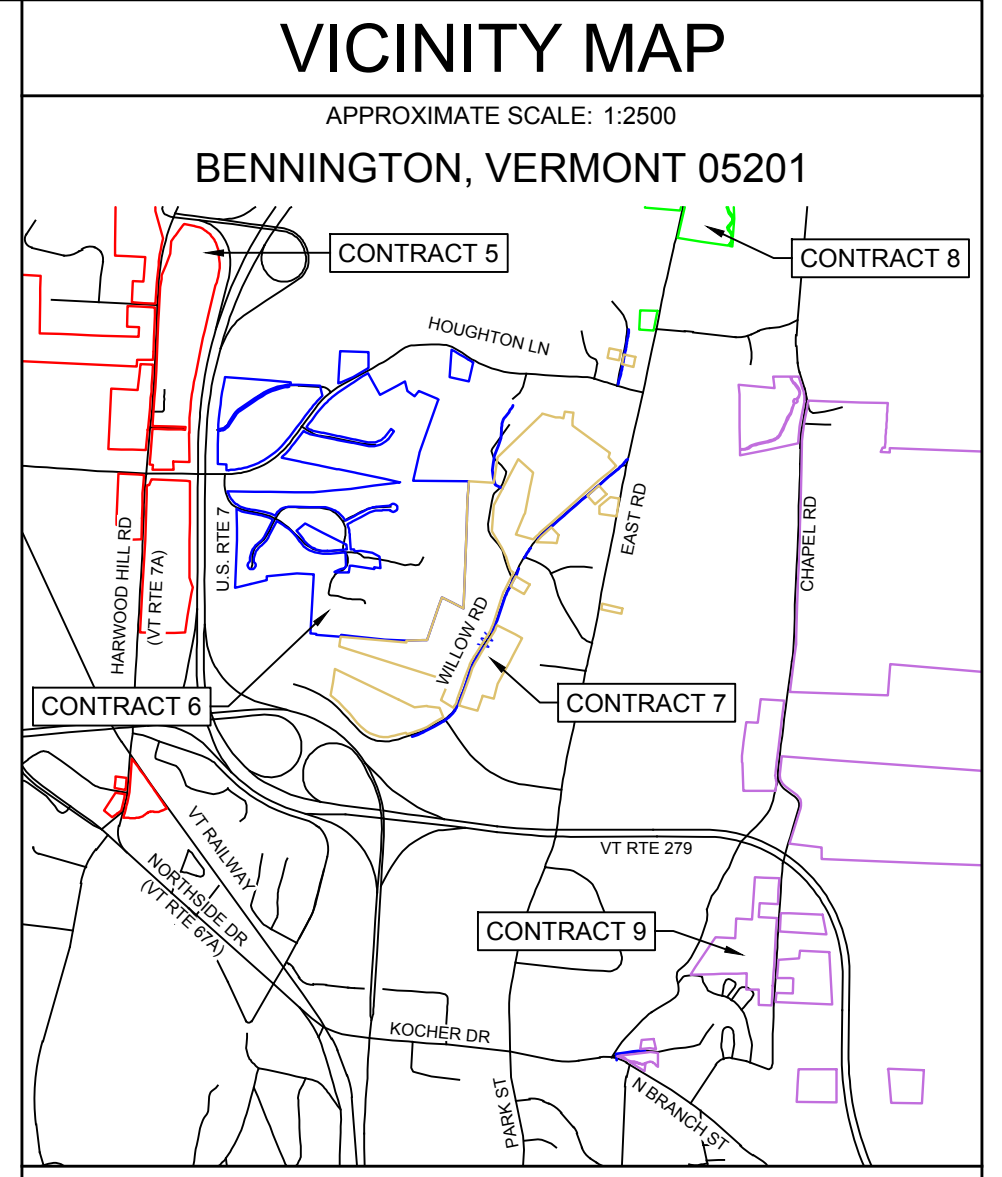 VICINITY MAP
APPROXIMATE SCALE: 1:2500
BENNINGTON, VERMONT 05201
CONTRACT 5
CONTRACT 8
HOUGHTON LN
EAST RD
CHAPEL RD
U.S. RTE 7
HARWOOD HILL RD
(VT RTE 7A)
WILLOW RD
W
CONTRACT 6
CONTRACT 7
VT RAILWAY
VT RTE 279
NORTHSIDE DR
(VT RTE 67A)
CONTRACT 9
KOCHER DR
PARK ST
N BRANCH ST